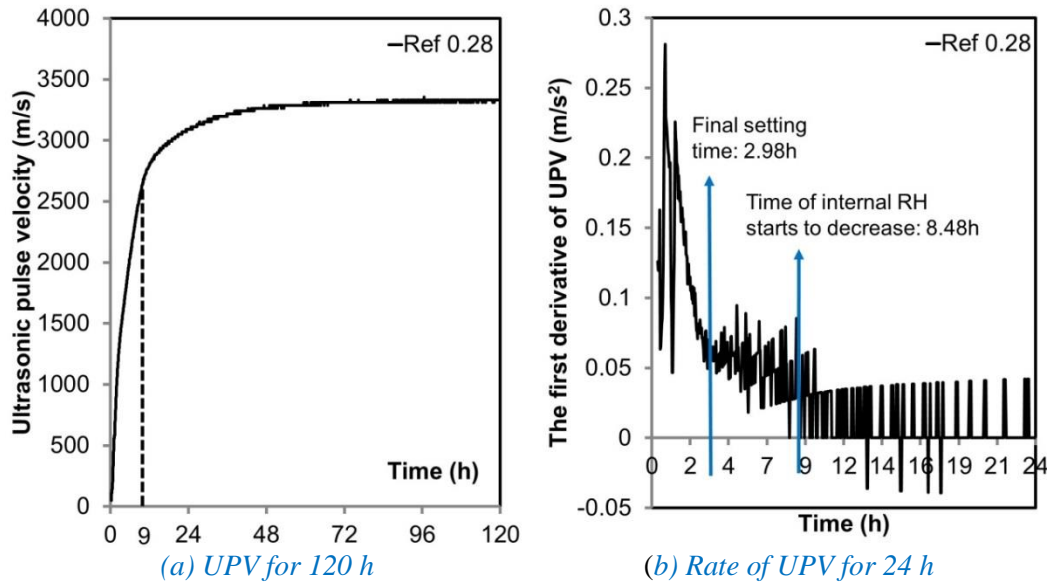 4000
3500
3000
2500
2000
1500
1000
500
0
Ultrasonic pulse velocity (m/s)
–Ref 0.28
Time (h)
0 9 24 48 72 96 120
(a) UPV for 120 h
0.3
0.25
0.2
0.15
0.1
0.05
0
-0.05
The first derivative of UPV (m/s²)
–Ref 0.28
Final setting
time: 2.98h
Time of internal RH
starts to decrease: 8.48h
0 2 4 7 9 12 14 16 19 21 24
Time (h)
(b) Rate of UPV for 24 h